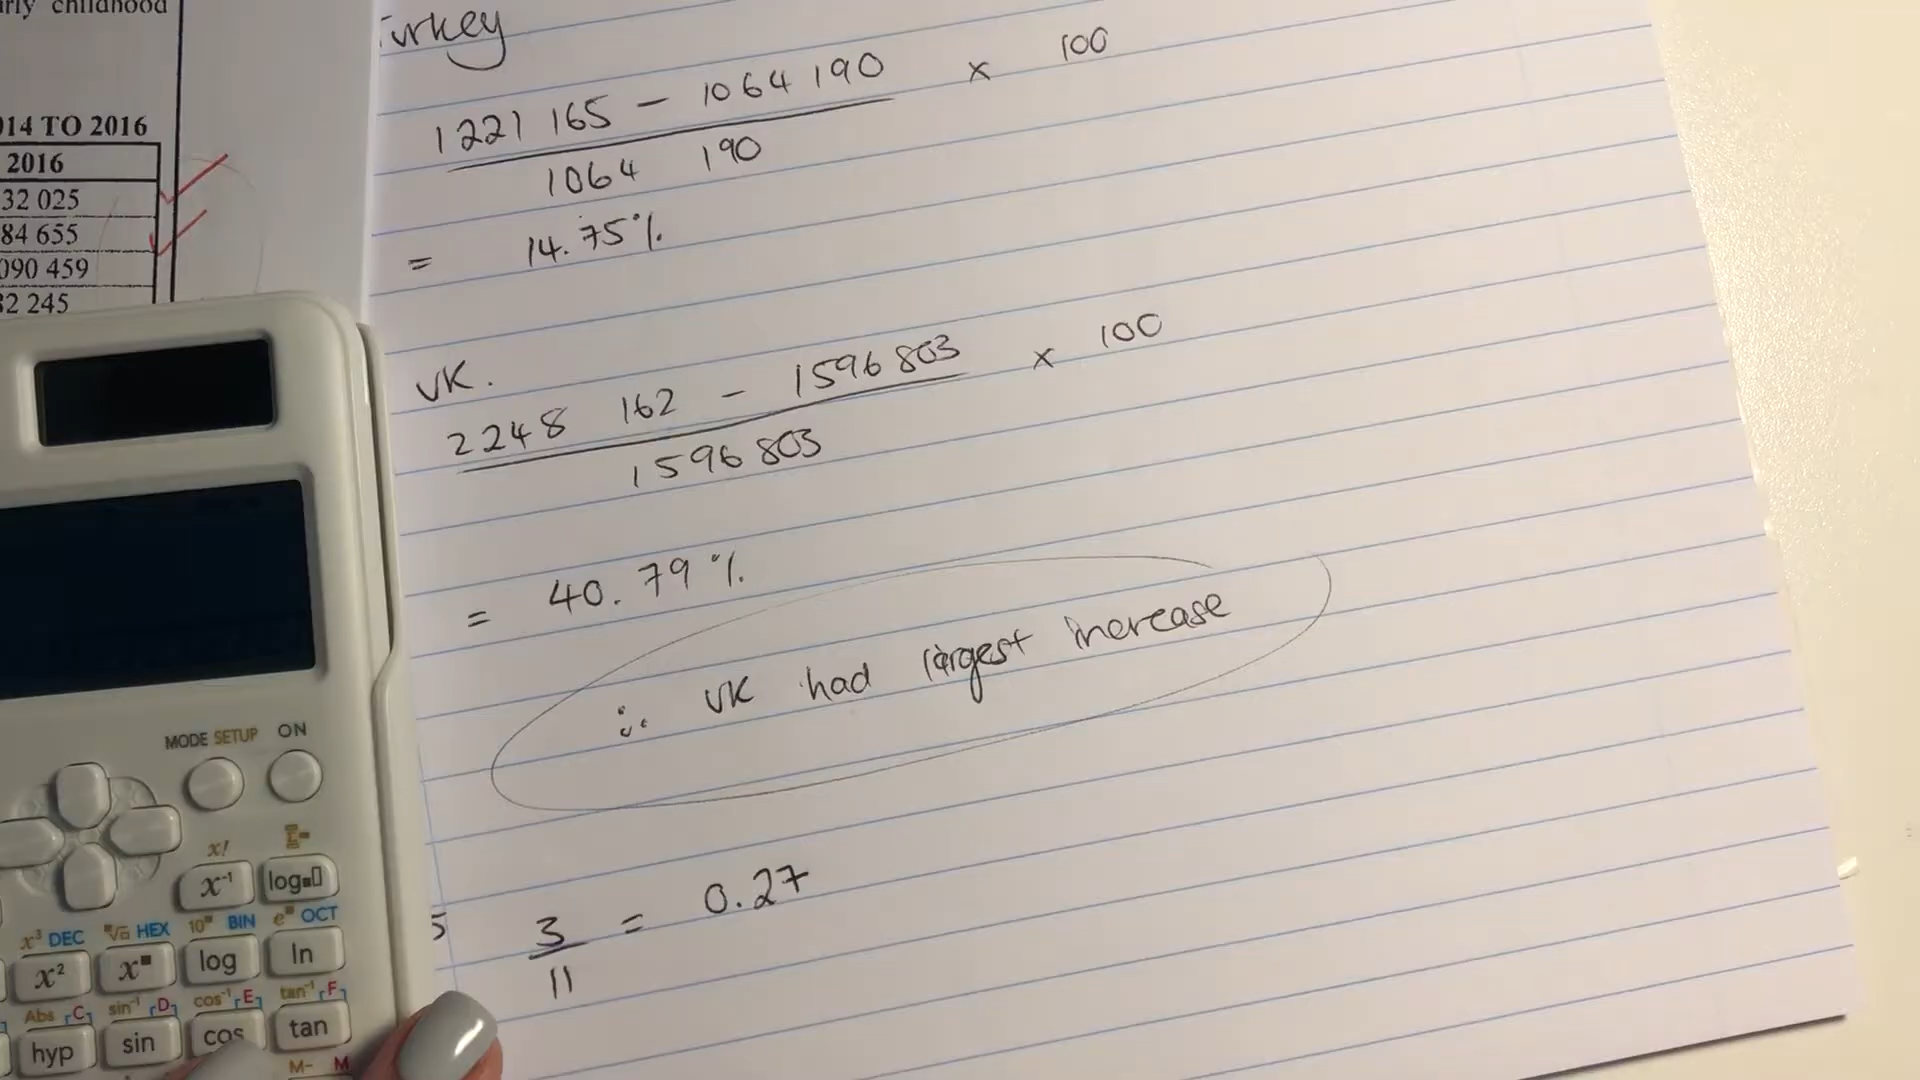 childhood
urkey
1221 165 - 1064 190 × 100
1064 190
= 14.75%
14 TO 2016
2016
32 025
84 655
090 459
32 245
UK.
2248 162 - 1596 803 × 100
1596 803
= 40.79%
∴ UK had largest increase
5 3/11 = 0.27
MODE SETUP ON
x!
x⁻¹ log
x³ DEC HEX 10ˣ BIN eˣ OCT
x² x■ log ln
Abs C sin⁻¹ D cos⁻¹ E tan⁻¹ F
hyp sin cos tan
M- M